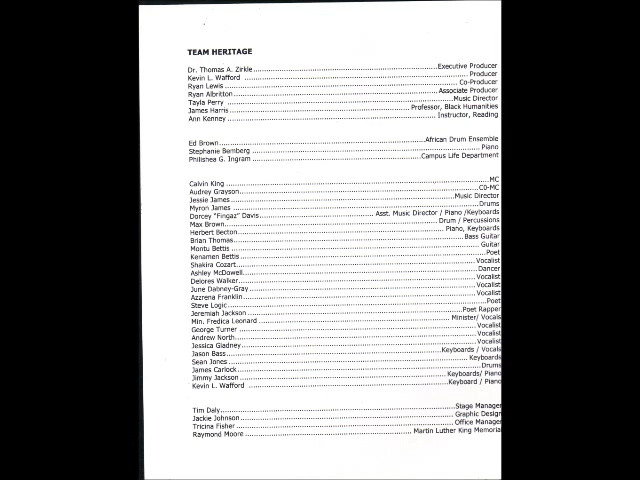 TEAM HERITAGE
Dr. Thomas A. Zirkle........Executive Producer
Kevin L. Wafford ........ Producer
Ryan Lewis........Co-Producer
Ryan Albritton........Associate Producer
Tayla Perry ........Music Director
James Harris........ Professor, Black Humanities
Ann Kenney ........ Instructor, Reading
Ed Brown........African Drum Ensemble
Stephanie Bemberg ........ Piano
Philishea G. Ingram ........Campus Life Department
Calvin King ........MC
Audrey Grayson........C0-MC
Jessie James........Music Director
Myron James ........Drums
Dorcey "Fingaz" Davis........ Asst. Music Director / Piano /Keyboards
Max Brown........ Drum / Percussions
Herbert Becton ........ Piano, Keyboards
Brian Thomas........Bass Guitar
Montu Bettis ........ Guitar
Kenamen Bettis ........Poet
Shakira Cozart........ Vocalist
Ashley McDowell........ Dancer
Delores Walker........Vocalist
June Dabney-Gray........Vocalist
Azzrena Franklin........Vocalist
Steve Logic........Poet
Jeremiah Jackson ........Poet Rapper
Min. Fredica Leonard ........ Minister/ Vocals
George Turner ........Vocalist
Andrew North........Vocalist
Jessica Gladney........Vocalist
Jason Bass........Keyboards / Vocals
Sean Jones ........Keyboards
James Carlock ........Drums
Jimmy Jackson ........Keyboards/ Piano
Kevin L. Wafford ........Keyboard / Piano
Tim Daly........Stage Manager
Jackie Johnson ........Graphic Design
Tricina Fisher ........Office Manager
Raymond Moore ........ Martin Luther King Memoria